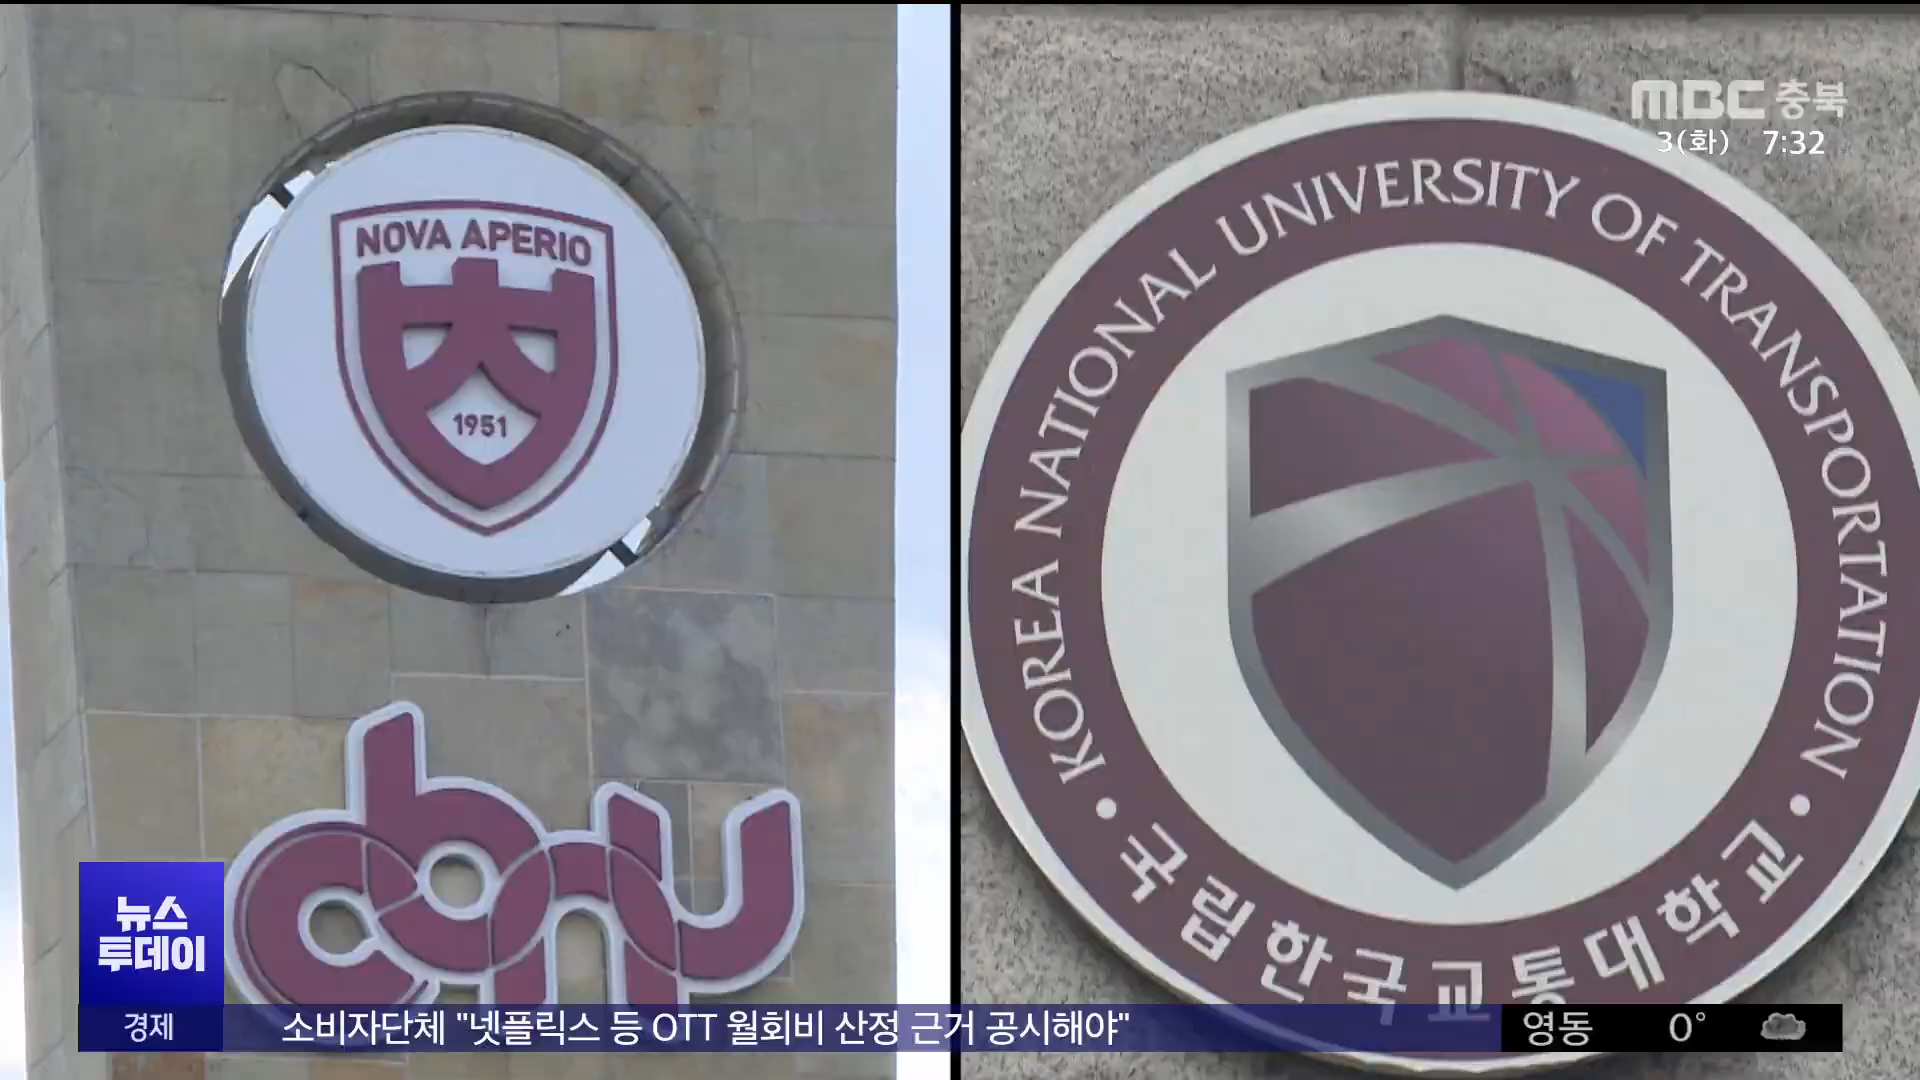 NOVA APERIO
1951
cbnu
KOREA NATIONAL UNIVERSITY OF TRANSPORTATION
국립한국교통대학교
MBC 충북
3(화) 7:32
뉴스
투데이
경제 소비자단체 "넷플릭스 등 OTT 월회비 산정 근거 공시해야"
영동 0°